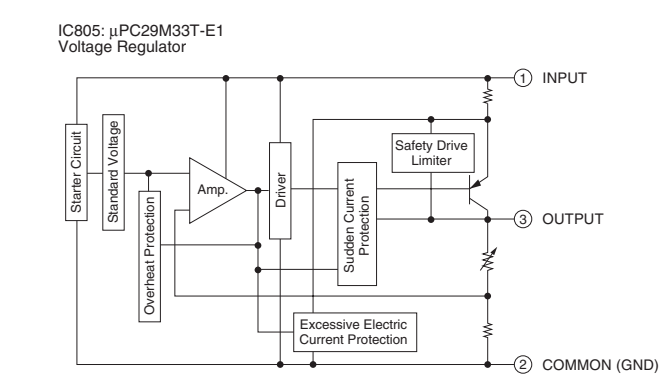 IC805: μPC29M33T-E1
Voltage Regulator
1 INPUT
Starter Circuit
Standard Voltage
Overheat Protection
Amp.
Driver
Sudden Current
Protection
Safety Drive
Limiter
3 OUTPUT
Excessive Electric
Current Protection
2 COMMON (GND)